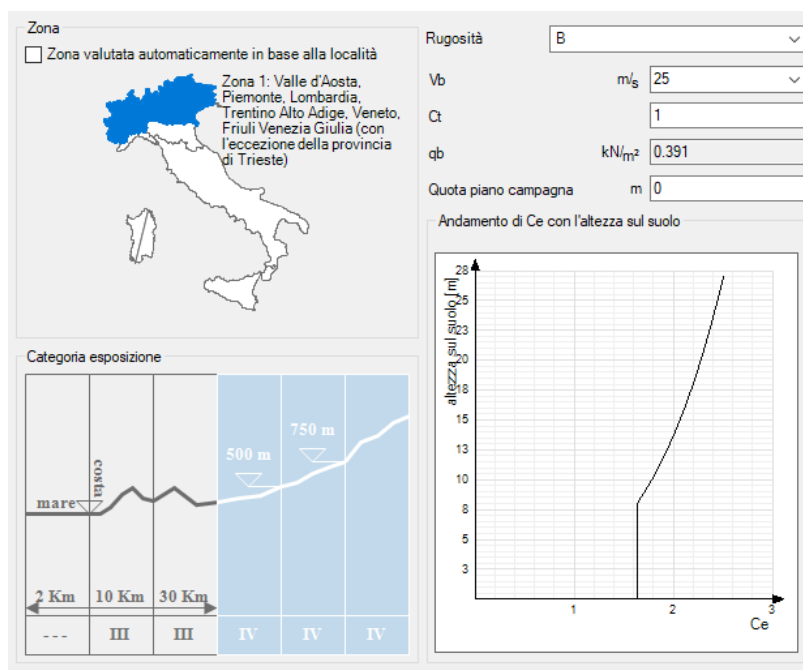 Zona
Zona valutata automaticamente in base alla località
Zona 1: Valle d'Aosta,
Piemonte, Lombardia,
Trentino Alto Adige, Veneto,
Friuli Venezia Giulia (con
l'eccezione della provincia
di Trieste)
Rugosità B
Vb m/s 25
Ct 1
qb kN/m² 0.391
Quota piano campagna m 0
Categoria esposizione
mare
costa
500 m
750 m
2 Km 10 Km 30 Km
--- III III IV IV IV
Andamento di Ce con l'altezza sul suolo
altezza sul suolo [m]
28
25
23
20
18
15
13
10
8
5
3
1 2 3
Ce